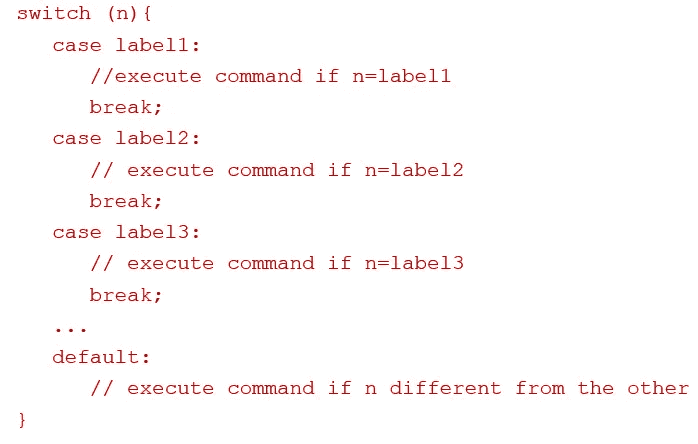 switch (n){
case label1:
//execute command if n=label1
break;
case label2:
// execute command if n=label2
break;
case label3:
// execute command if n=label3
break;
...
default:
// execute command if n different from the other
}